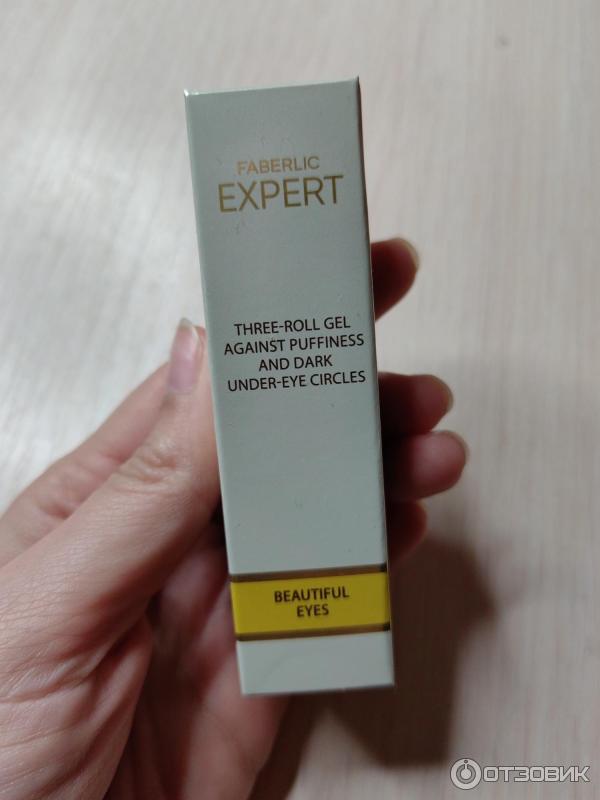 FABERLIC
EXPERT
THREE-ROLL GEL
AGAINST PUFFINESS
AND DARK
UNDER-EYE CIRCLES
BEAUTIFUL
EYES
ОТЗОВИК